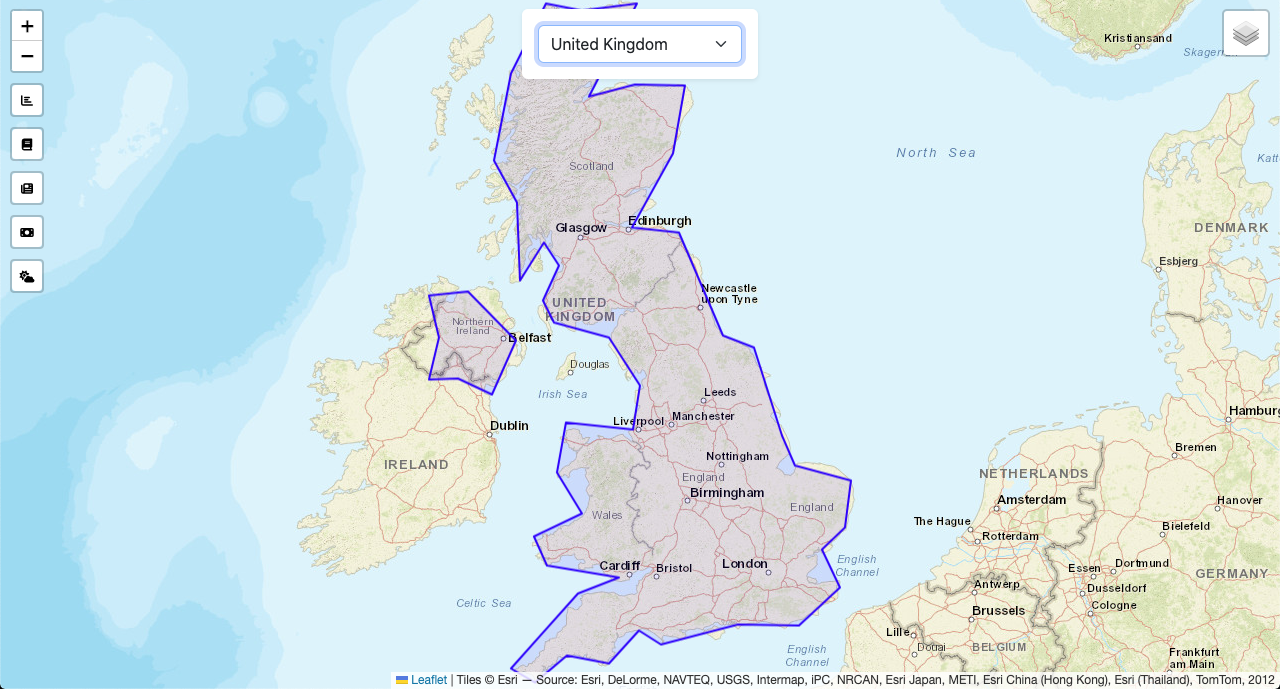 +
United Kingdom
Kristiansand
−
North Sea
Scotland
Edinburgh
Glasgow
DENMARK
Esbjerg
Newcastle
upon Tyne
UNITED
KINGDOM
Northern
Ireland
Belfast
Douglas
Irish Sea
Leeds
Manchester
Liverpool
Hamburg
Dublin
Bremen
Nottingham
IRELAND
England
NETHERLANDS
Birmingham
Amsterdam
Hanover
England
Wales
The Hague
Bielefeld
Rotterdam
English
Channel
London
Cardiff
Bristol
Dortmund
Essen
GERMANY
Antwerp
Dusseldorf
Celtic Sea
Cologne
Brussels
Lille
Douai
BELGIUM
English
Channel
Frankfurt
am Main
Leaflet | Tiles © Esri — Source: Esri, DeLorme, NAVTEQ, USGS, Intermap, iPC, NRCAN, Esri Japan, METI, Esri China (Hong Kong), Esri (Thailand), TomTom, 2012